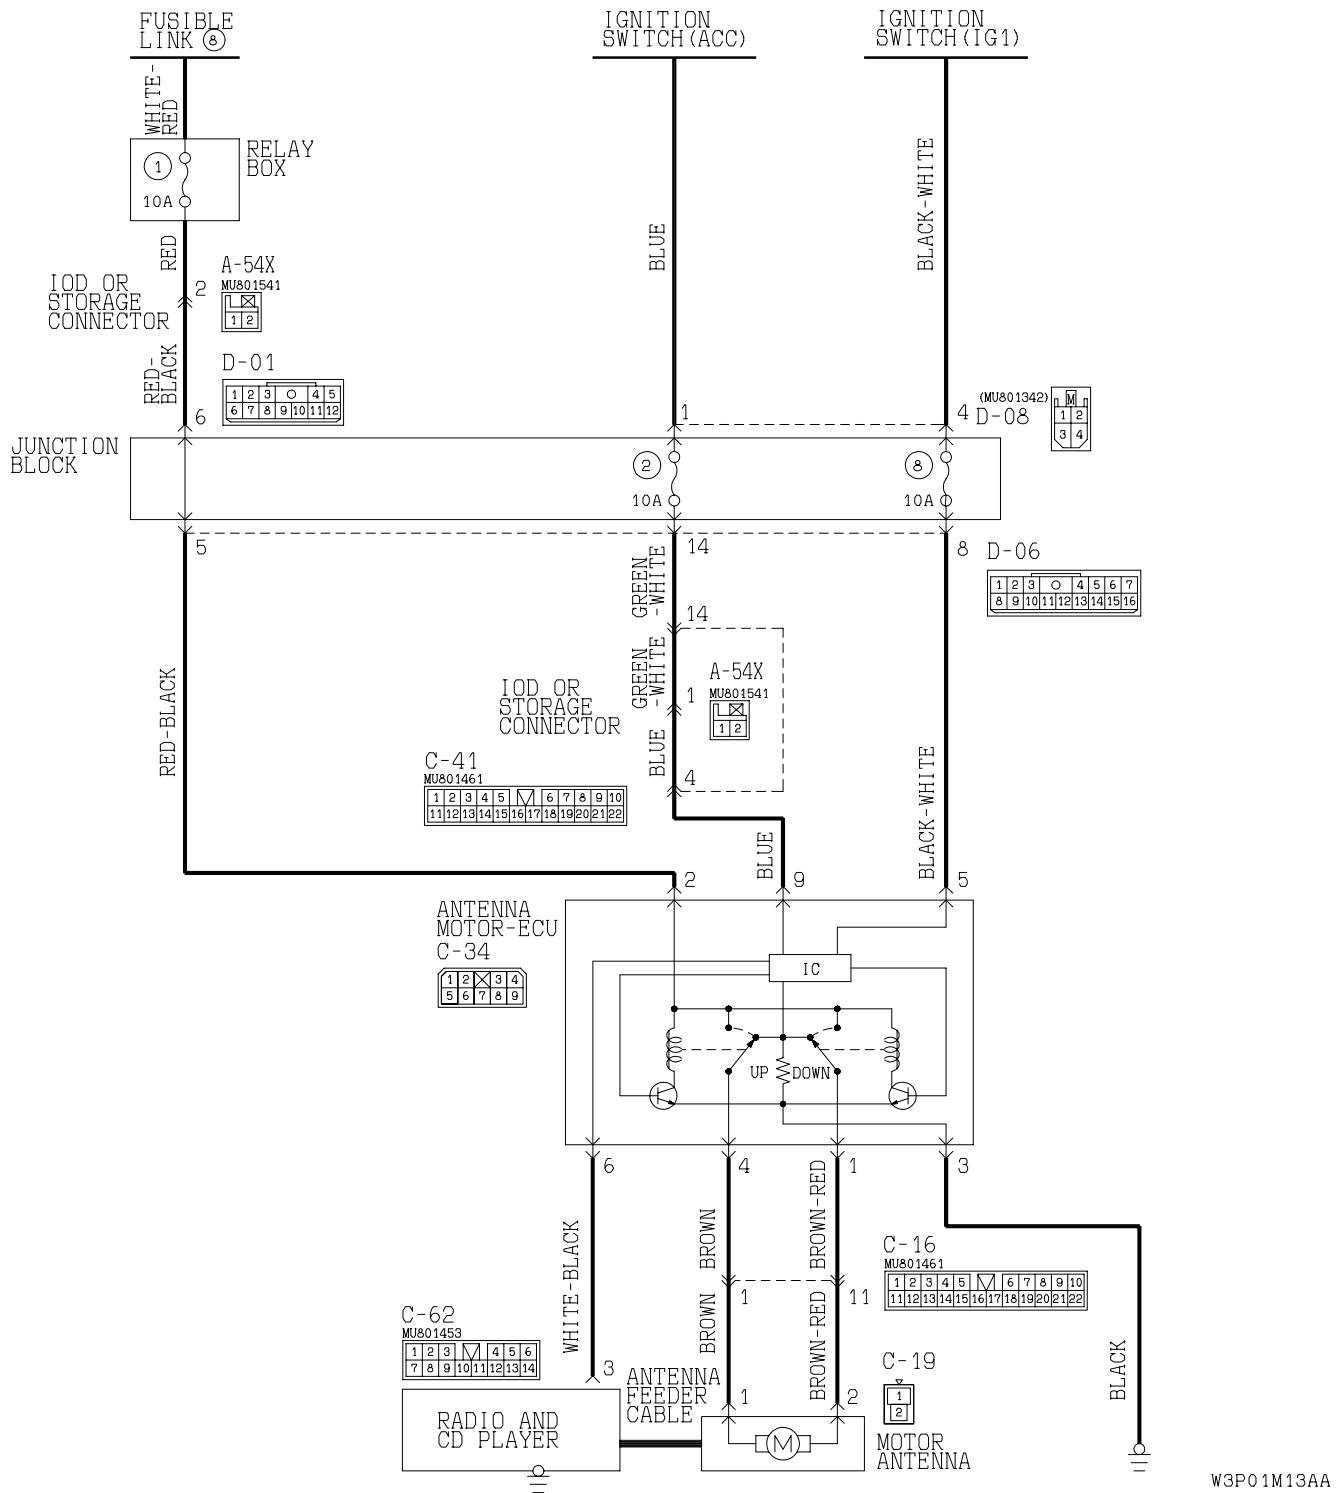 FUSIBLE
LINK 8
IGNITION
SWITCH(ACC)
IGNITION
SWITCH(IG1)
WHITE-
RED
1
10A
RELAY
BOX
RED
BLUE
BLACK-WHITE
IOD OR
STORAGE
CONNECTOR
2
A-54X
MU801541
1 2
RED-
BLACK
D-01
1 2 3 4 5
6 7 8 9 10 11 12
6
1
4
(MU801342)
D-08
M
1 2
3 4
JUNCTION
BLOCK
2
10A
8
10A
5
14
8
D-06
1 2 3 4 5 6 7
8 9 10 11 12 13 14 15 16
GREEN
-WHITE
14
GREEN
-WHITE
RED-BLACK
IOD OR
STORAGE
CONNECTOR
1
A-54X
MU801541
1 2
BLUE
BLACK-WHITE
4
C-41
MU801461
1 2 3 4 5 6 7 8 9 10
11 12 13 14 15 16 17 18 19 20 21 22
BLUE
2
9
5
ANTENNA
MOTOR-ECU
C-34
1 2 3 4
5 6 7 8 9
IC
UP
DOWN
6
4
1
3
WHITE-BLACK
BROWN
BROWN-RED
C-16
MU801461
1 2 3 4 5 6 7 8 9 10
11 12 13 14 15 16 17 18 19 20 21 22
1
11
BROWN
BROWN-RED
BLACK
C-62
MU801453
1 2 3 4 5 6
7 8 9 10 11 12 13 14
3
ANTENNA
FEEDER
CABLE
1
2
C-19
1
2
RADIO AND
CD PLAYER
M
MOTOR
ANTENNA
W3P01M13AA